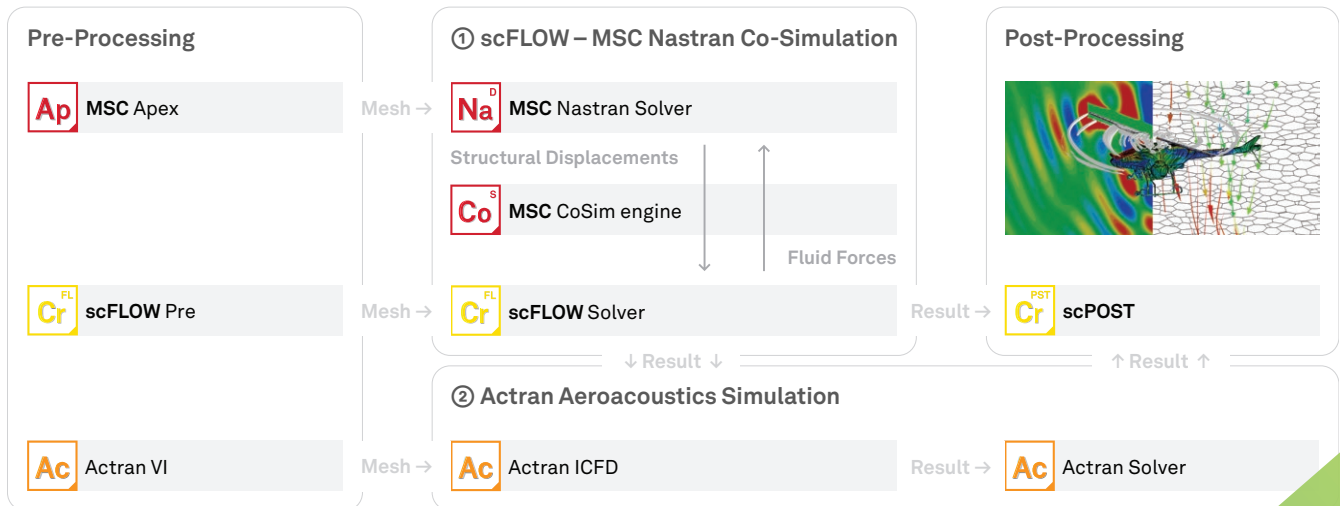 Pre-Processing
Ap MSC Apex
Mesh →
Cr FL scFLOW Pre
Mesh →
Ac Actran VI
Mesh →
① scFLOW – MSC Nastran Co-Simulation
Na D MSC Nastran Solver
Structural Displacements
Co S MSC CoSim engine
Fluid Forces
Cr FL scFLOW Solver
Result →
↓ Result ↓
Post-Processing
Cr PST scPOST
↑ Result ↑
② Actran Aeroacoustics Simulation
Ac Actran ICFD
Result →
Ac Actran Solver